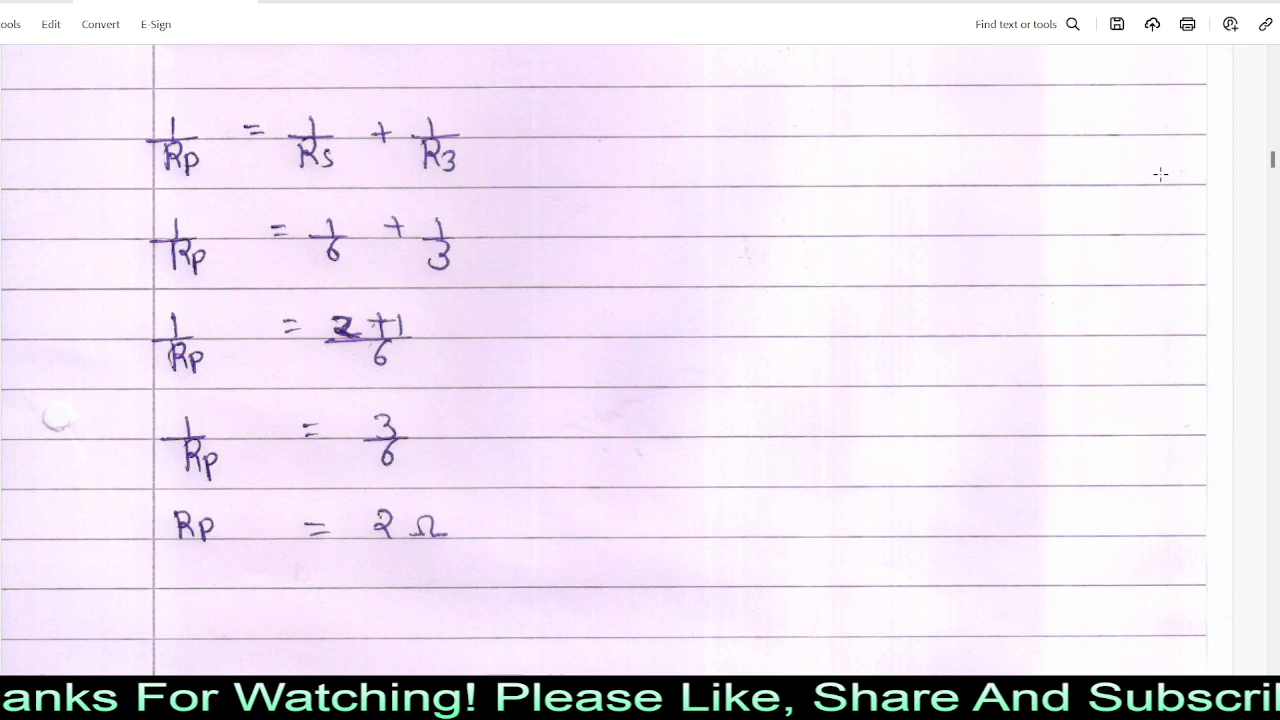 ools Edit Convert E-Sign Find text or tools
1/Rp = 1/Rs + 1/R3
1/Rp = 1/6 + 1/3
1/Rp = 2+1/6
1/Rp = 3/6
Rp = 2 Ω
anks For Watching! Please Like, Share And Subscri